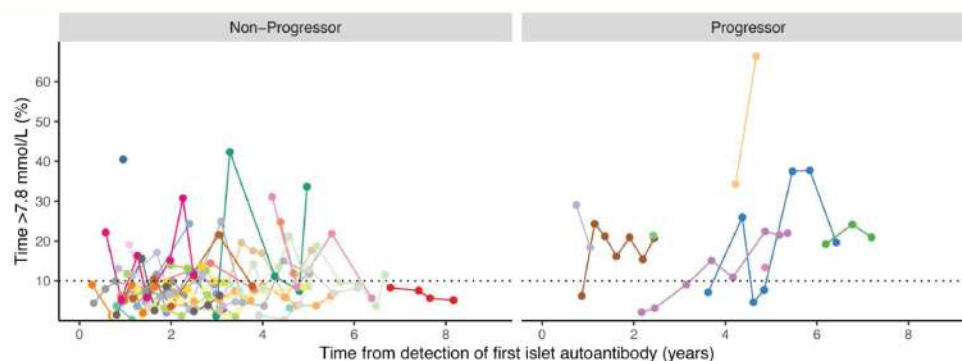 Non−Progressor
Progressor
Time >7.8 mmol/L (%)
60
50
40
30
20
10
0 2 4 6 8
0 2 4 6 8
Time from detection of first islet autoantibody (years)